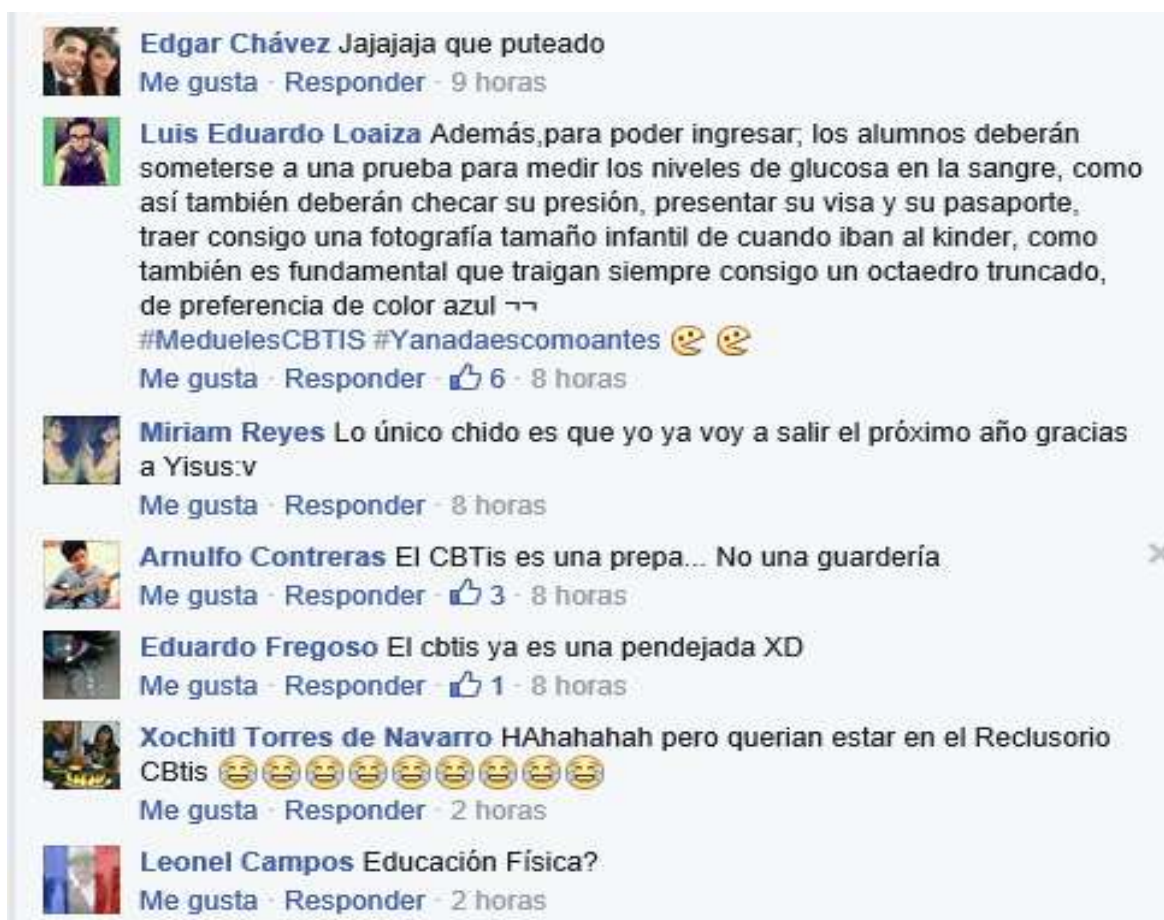 Edgar Chávez Jajajaja que puteado
Me gusta · Responder · 9 horas
Luis Eduardo Loaiza Además,para poder ingresar; los alumnos deberán
someterse a una prueba para medir los niveles de glucosa en la sangre, como
así también deberán checar su presión, presentar su visa y su pasaporte,
traer consigo una fotografía tamaño infantil de cuando iban al kinder, como
también es fundamental que traigan siempre consigo un octaedro truncado,
de preferencia de color azul ¬¬
#MeduelesCBTIS #Yanadaescomoantes
Me gusta · Responder · 6 · 8 horas
Miriam Reyes Lo único chido es que yo ya voy a salir el próximo año gracias
a Yisus:v
Me gusta · Responder · 8 horas
Arnulfo Contreras El CBTis es una prepa... No una guardería
Me gusta · Responder · 3 · 8 horas
Eduardo Fregoso El cbtis ya es una pendejada XD
Me gusta · Responder · 1 · 8 horas
Xochitl Torres de Navarro HAhahahah pero querian estar en el Reclusorio
CBtis 😂😂😂😂😂😂😂😂😂
Me gusta · Responder · 2 horas
Leonel Campos Educación Física?
Me gusta · Responder · 2 horas